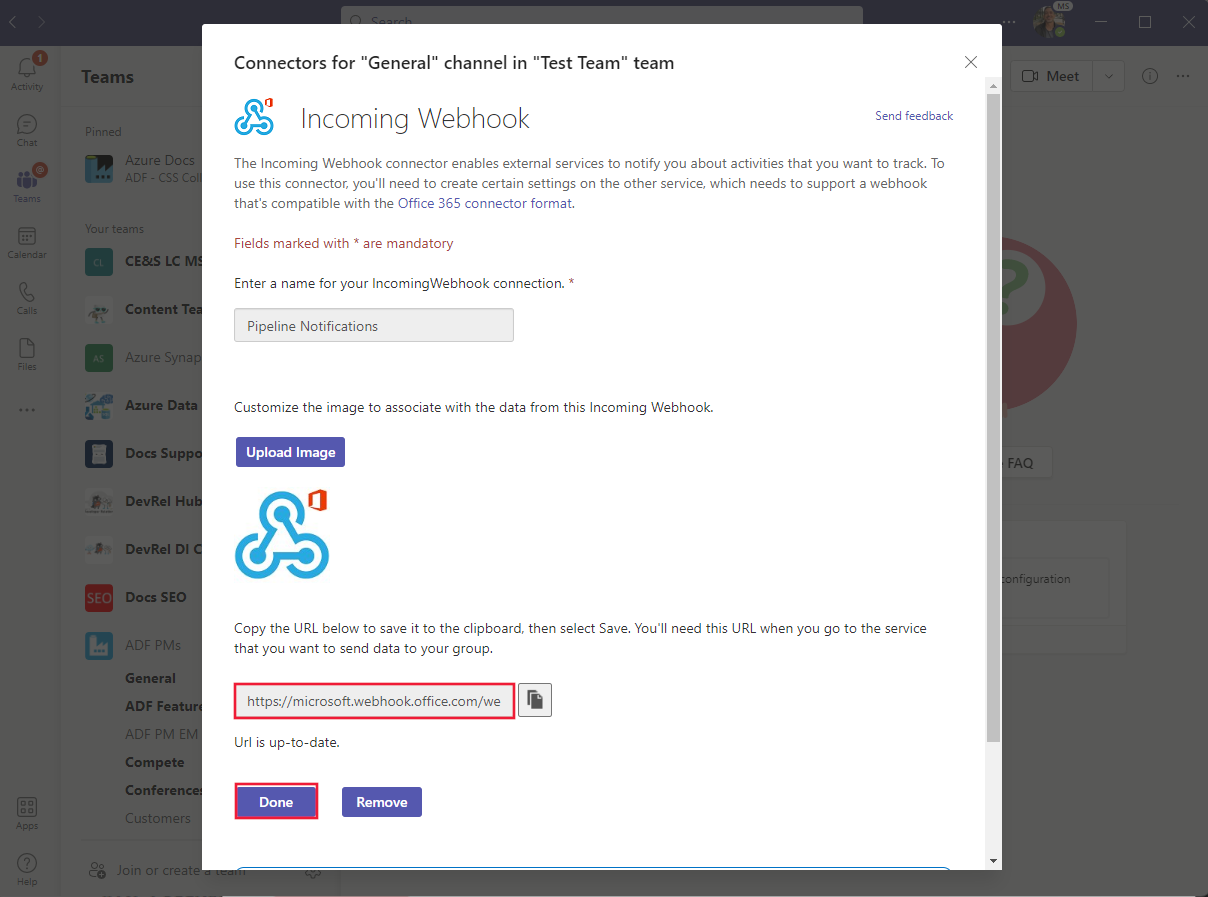 Search
MS
Connectors for "General" channel in "Test Team" team
Incoming Webhook
Send feedback
The Incoming Webhook connector enables external services to notify you about activities that you want to track. To
use this connector, you'll need to create certain settings on the other service, which needs to support a webhook
that's compatible with the Office 365 connector format.
Fields marked with * are mandatory
Enter a name for your IncomingWebhook connection. *
Pipeline Notifications
Customize the image to associate with the data from this Incoming Webhook.
Upload Image
Copy the URL below to save it to the clipboard, then select Save. You'll need this URL when you go to the service
that you want to send data to your group.
https://microsoft.webhook.office.com/we
Url is up-to-date.
Done
Remove
1
Activity
Chat
Teams
Calendar
Calls
Files
Apps
Help
Teams
Pinned
Azure Docs
ADF - CSS Coll
Your teams
CL
CE&S LC MS
Content Tea
AS
Azure Synap
Azure Data
Docs Suppo
DevRel Hub
DevRel DI C
SEO
Docs SEO
ADF PMs
General
ADF Feature
ADF PM EM
Compete
Conferences
Customers
Join or create a team
Meet
FAQ
configuration